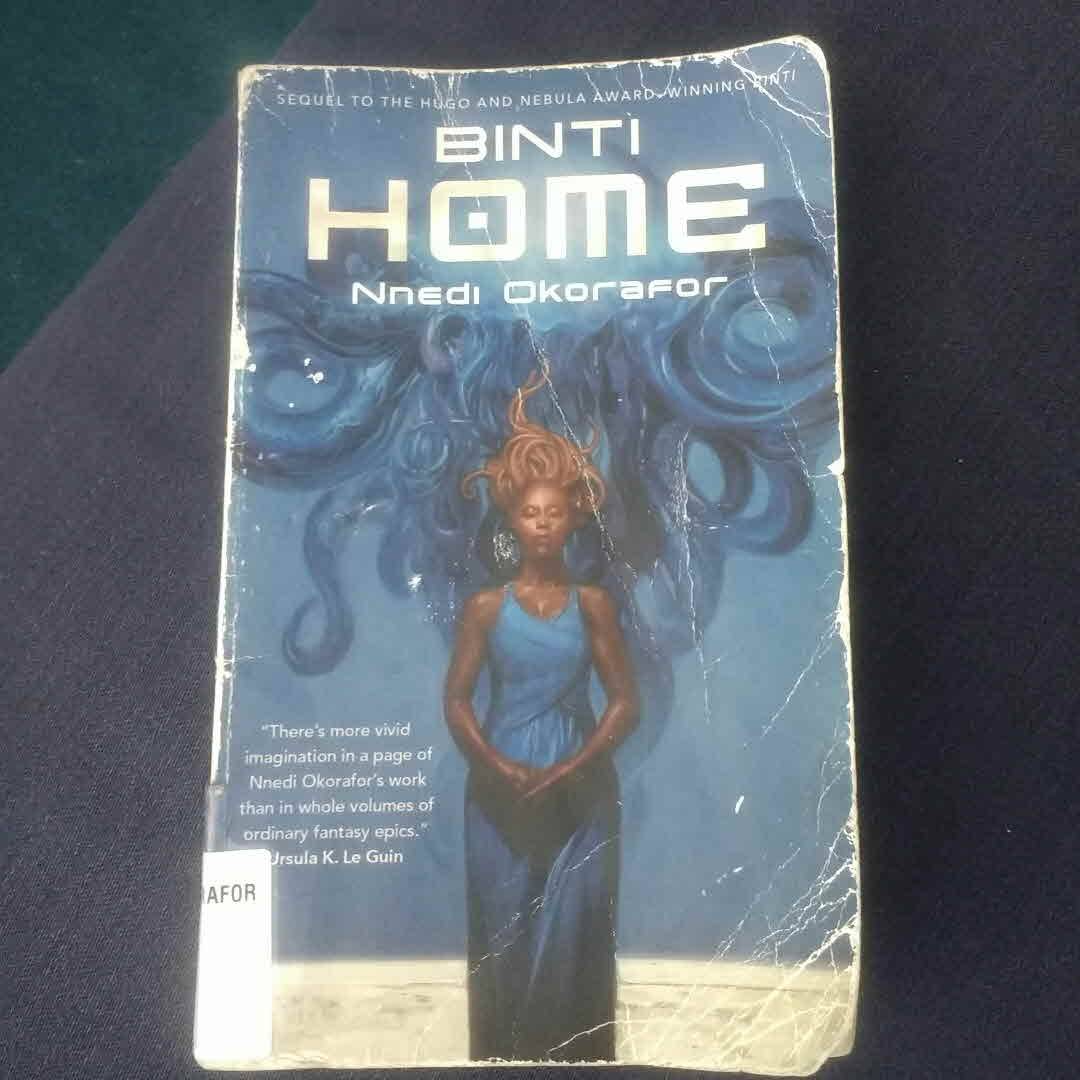 SEQUEL TO THE HUGO AND NEBULA AWARD-WINNING BINTI
BINTI
HOME
Nnedi Okorafor
“There's more vivid
imagination in a page of
Nnedi Okorafor's work
than in whole volumes of
ordinary fantasy epics.”
Ursula K. Le Guin
RAFOR